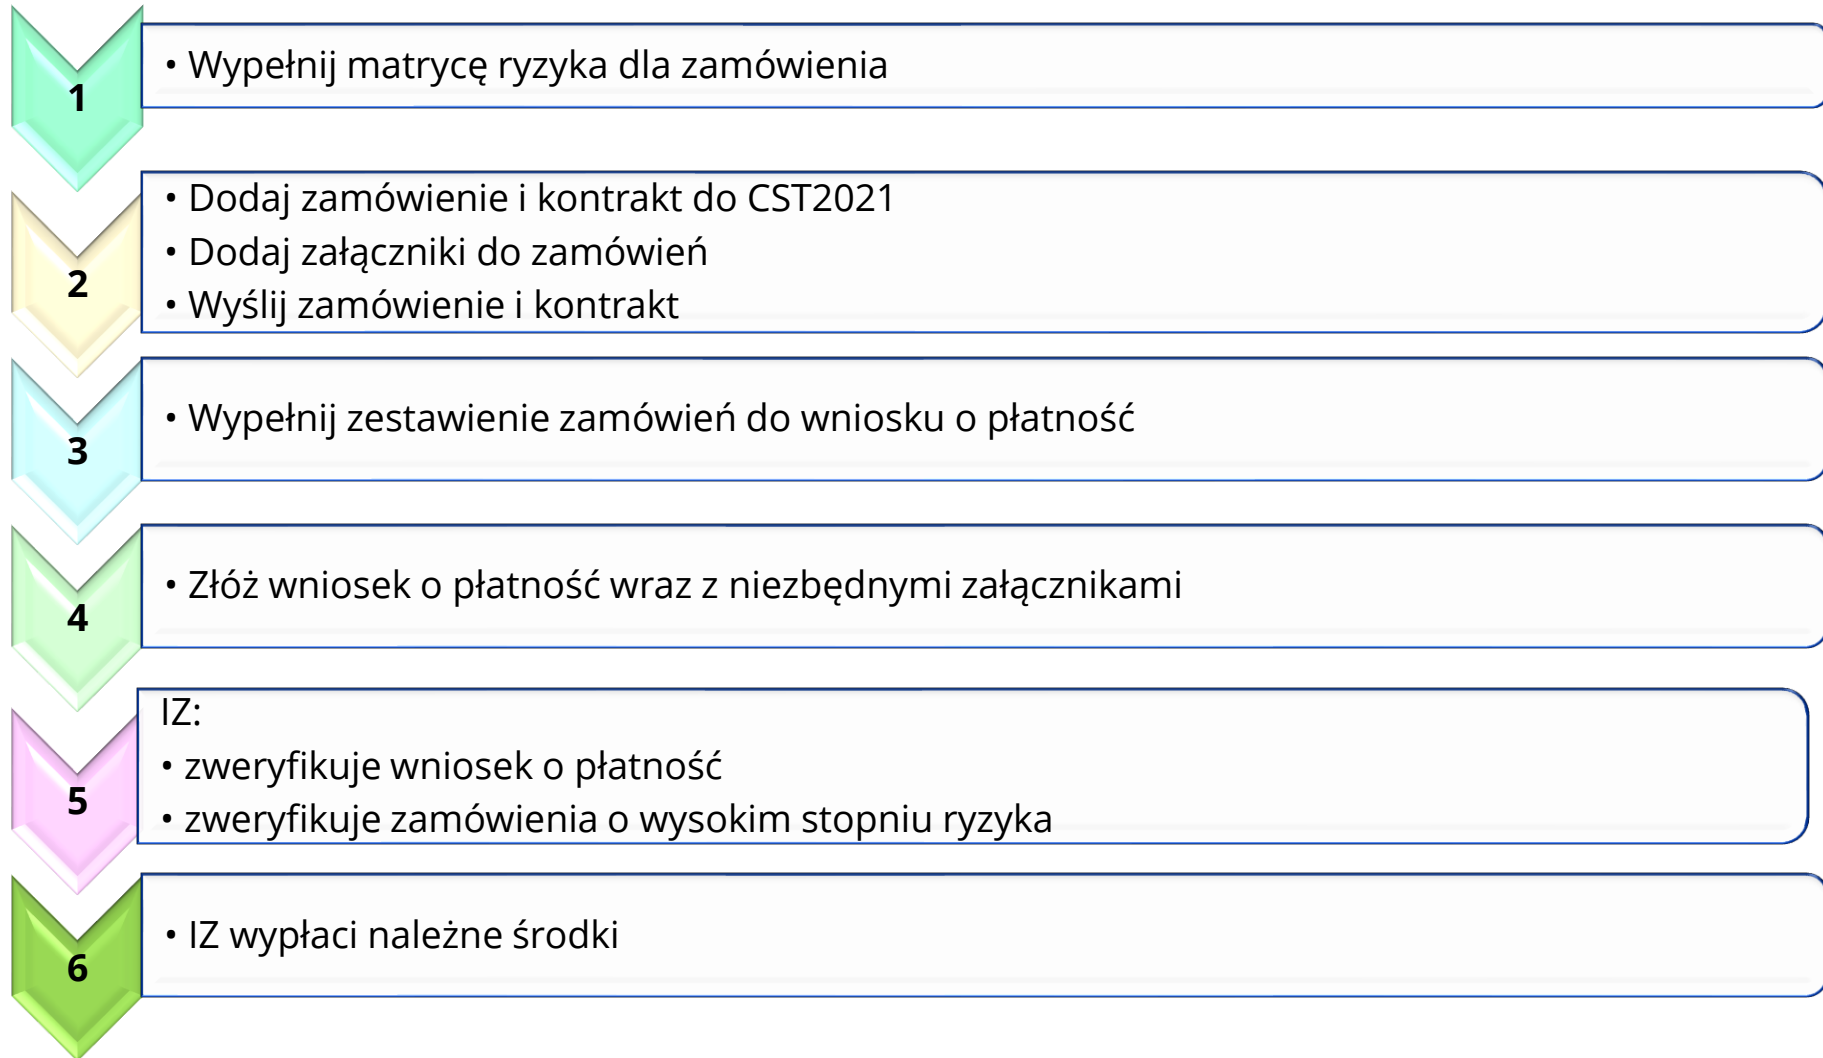 1
• Wypełnij matrycę ryzyka dla zamówienia
2
• Dodaj zamówienie i kontrakt do CST2021
• Dodaj załączniki do zamówień
• Wyślij zamówienie i kontrakt
3
• Wypełnij zestawienie zamówień do wniosku o płatność
4
• Złóż wniosek o płatność wraz z niezbędnymi załącznikami
5
IZ:
• zweryfikuje wniosek o płatność
• zweryfikuje zamówienia o wysokim stopniu ryzyka
6
• IZ wypłaci należne środki